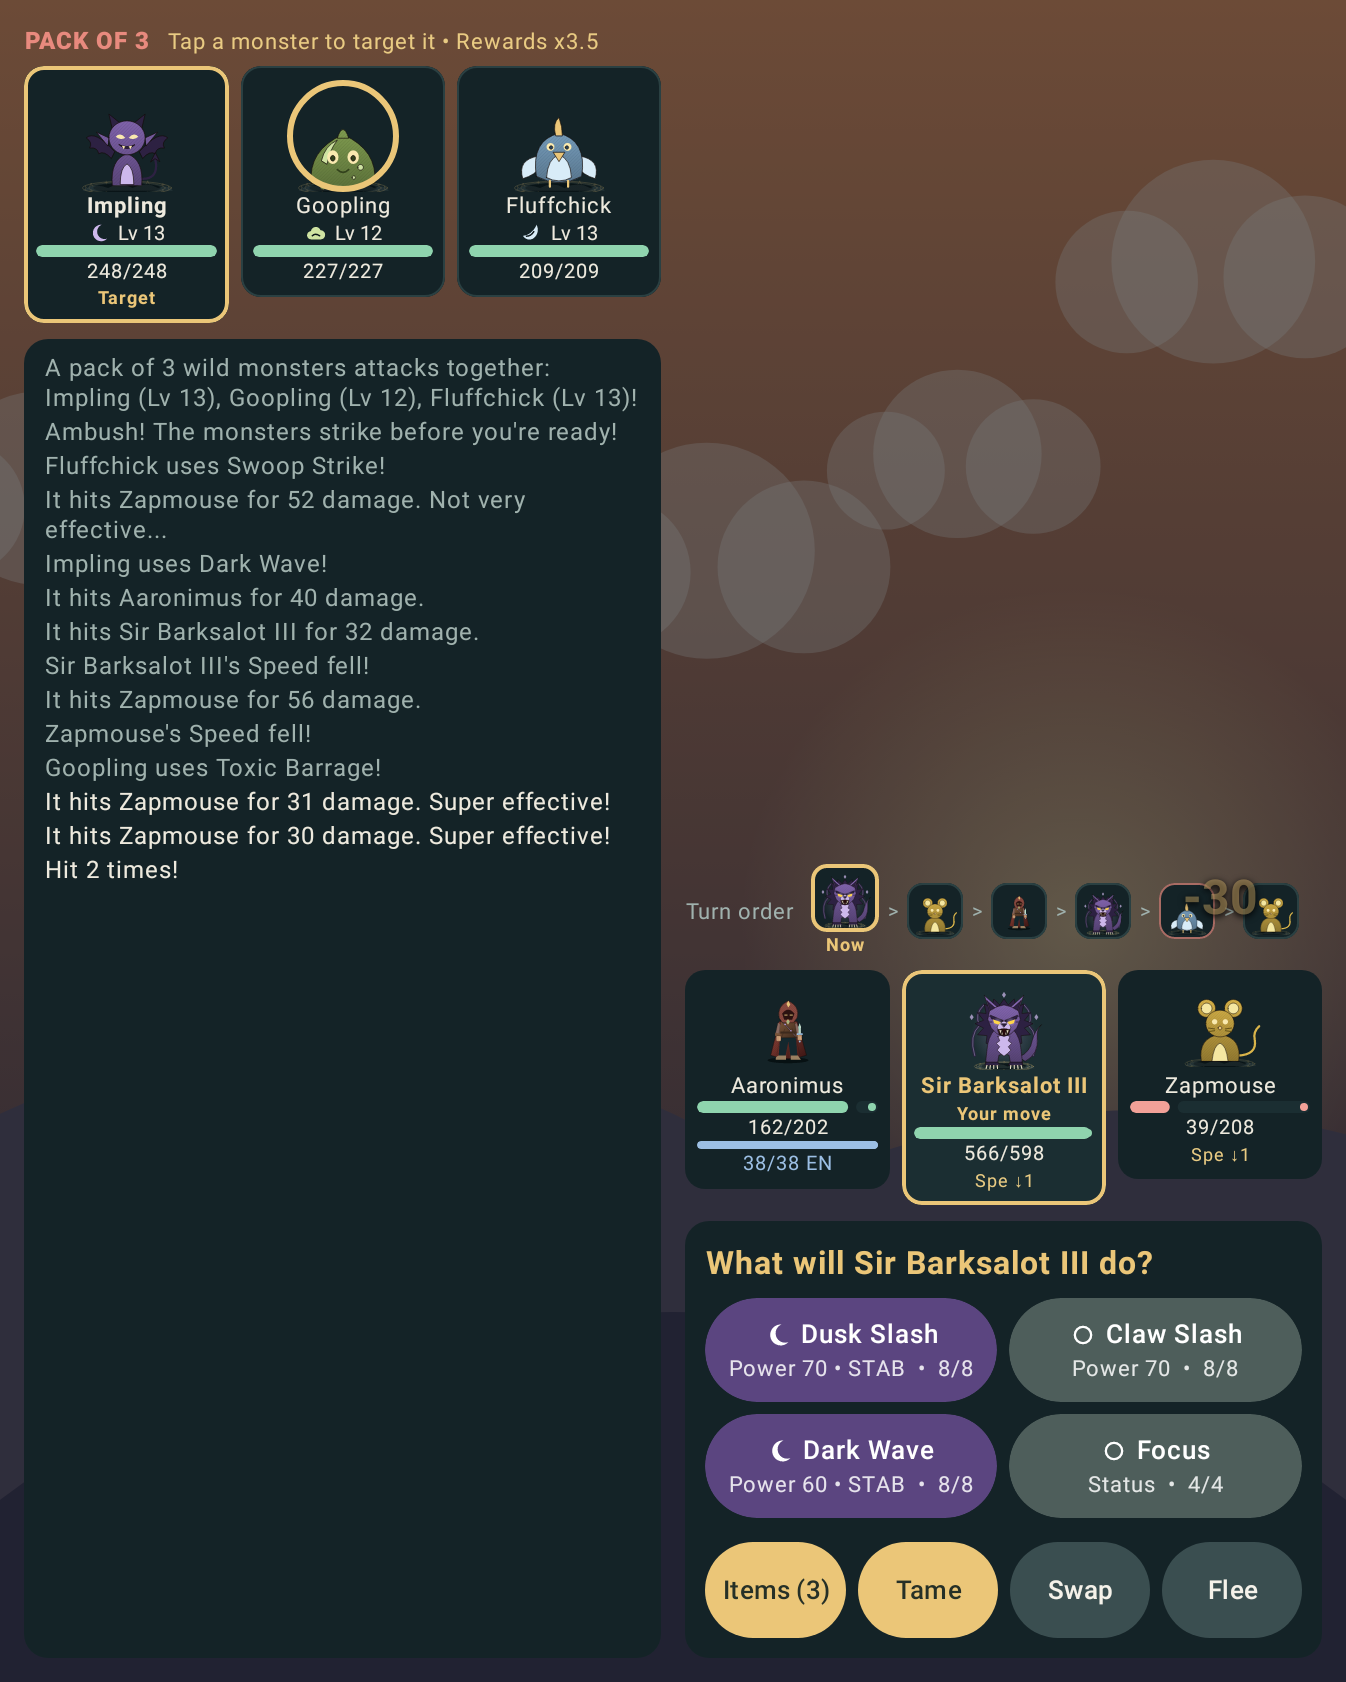 PACK OF 3 Tap a monster to target it • Rewards x3.5
Impling
Lv 13
248/248
Target
Goopling
Lv 12
227/227
Fluffchick
Lv 13
209/209
A pack of 3 wild monsters attacks together:
Impling (Lv 13), Goopling (Lv 12), Fluffchick (Lv 13)!
Ambush! The monsters strike before you're ready!
Fluffchick uses Swoop Strike!
It hits Zapmouse for 52 damage. Not very
effective...
Impling uses Dark Wave!
It hits Aaronimus for 40 damage.
It hits Sir Barksalot III for 32 damage.
Sir Barksalot III's Speed fell!
It hits Zapmouse for 56 damage.
Zapmouse's Speed fell!
Goopling uses Toxic Barrage!
It hits Zapmouse for 31 damage. Super effective!
It hits Zapmouse for 30 damage. Super effective!
Hit 2 times!
Turn order > > > > >
-30
Now
Aaronimus
162/202
38/38 EN
Sir Barksalot III
Your move
566/598
Spe ↓1
Zapmouse
39/208
Spe ↓1
What will Sir Barksalot III do?
Dusk Slash
Power 70 • STAB • 8/8
Claw Slash
Power 70 • 8/8
Dark Wave
Power 60 • STAB • 8/8
Focus
Status • 4/4
Items (3)
Tame
Swap
Flee